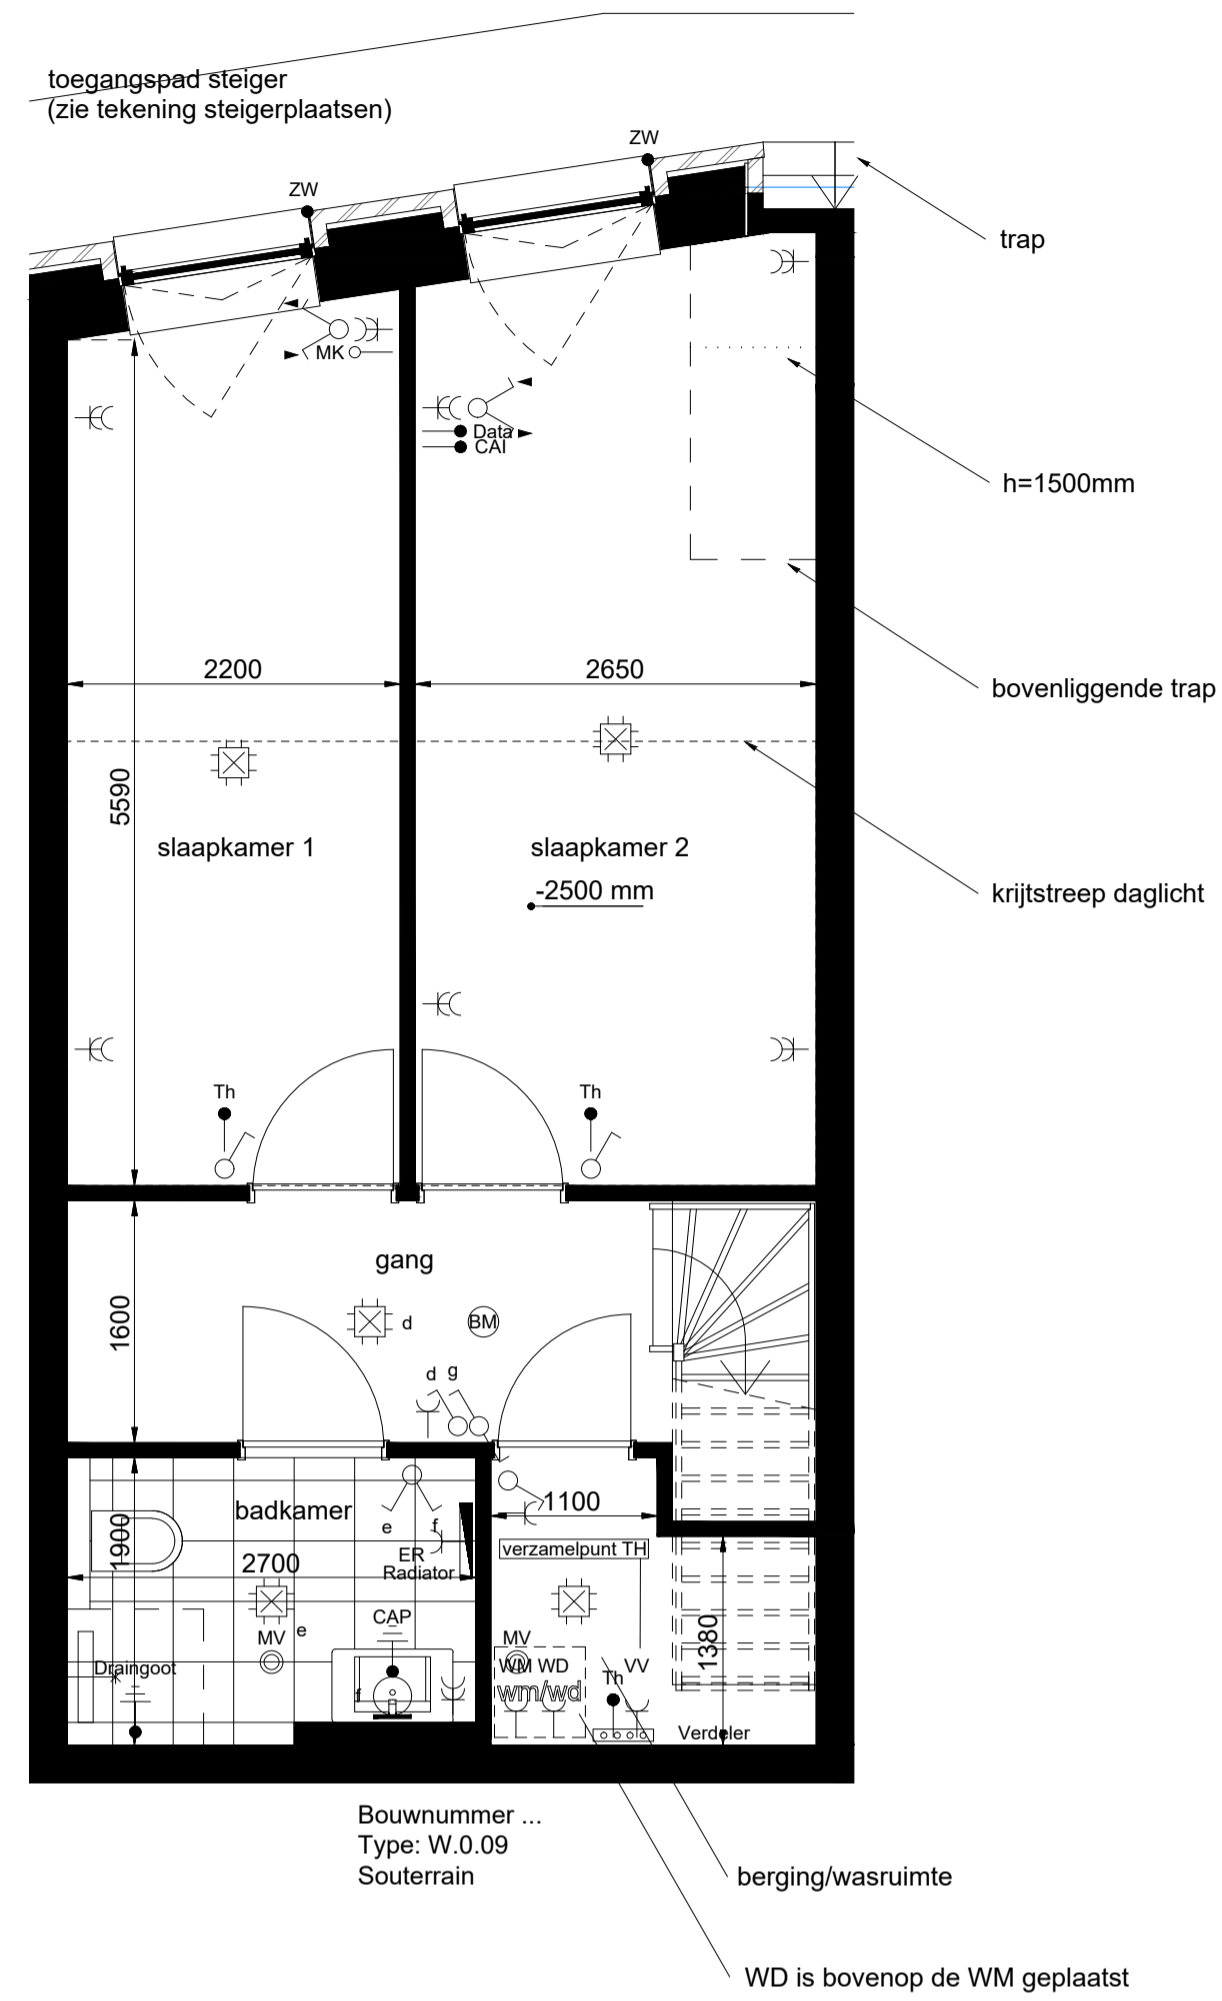 toegangspad steiger
(zie tekening steigerplaatsen)
ZW
ZW
trap
MK
Data
CAI
h=1500mm
2200
2650
bovenliggende trap
5590
slaapkamer 1
slaapkamer 2
-2500 mm
krijtstreep daglicht
Th
Th
gang
1600
d
BM
d g
badkamer
1900
e
f
1100
ER
Radiator
verzamelpunt TH
2700
CAP
MV
e
MV
1380
Draingoot
WM WD
VV
Th
wm/wd
f
Verdeler
Bouwnummer ...
Type: W.0.09
Souterrain
berging/wasruimte
WD is bovenop de WM geplaatst